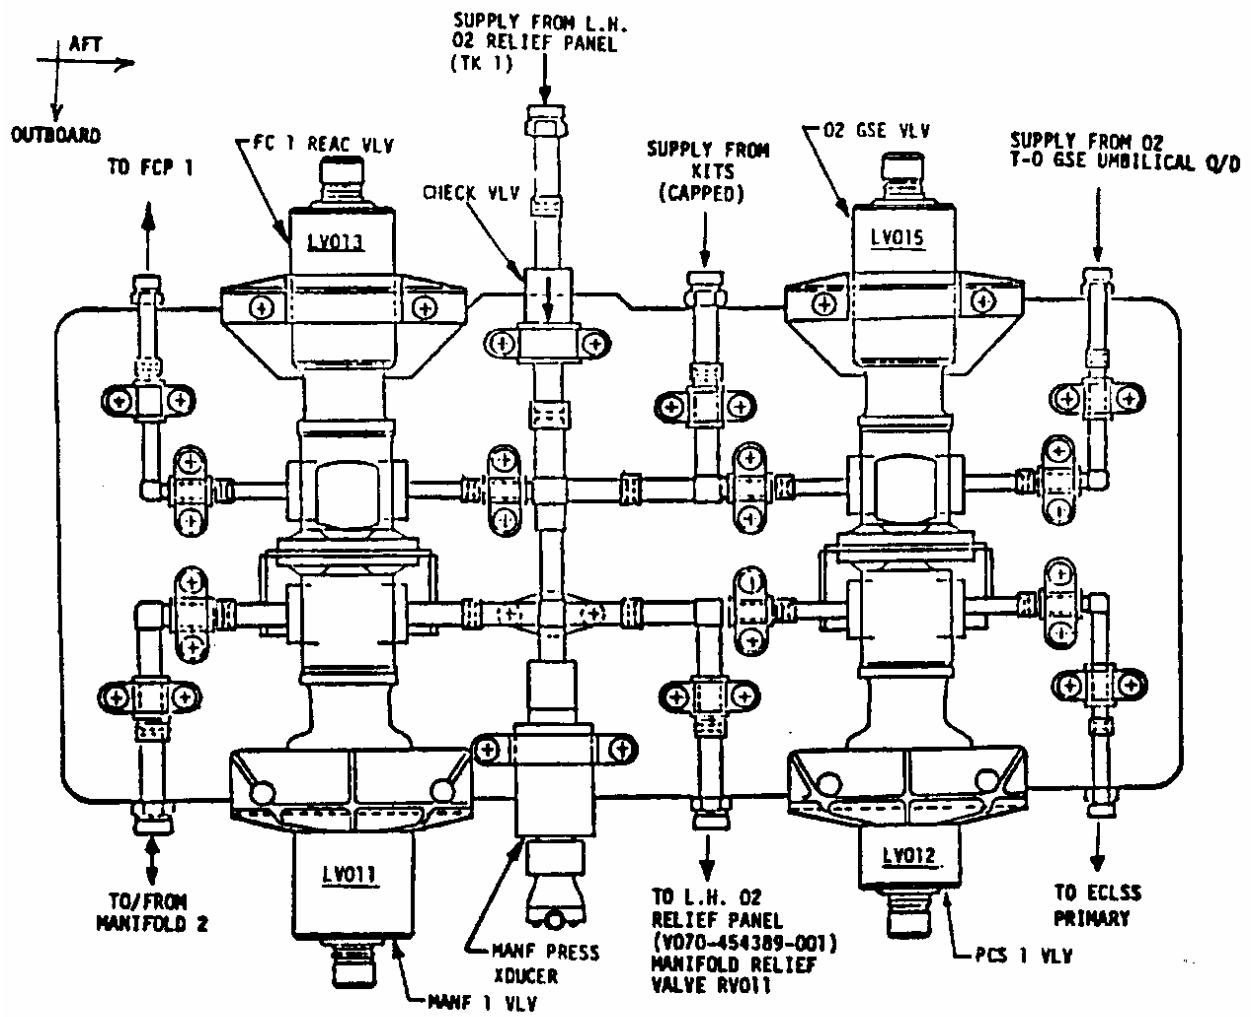 SUPPLY FROM L.H.
O2 RELIEF PANEL
(TK 1)
AFT
OUTBOARD
TO FCP 1
FC 1 REAC VLV
CHECK VLV
SUPPLY FROM
KITS
(CAPPED)
O2 GSE VLV
SUPPLY FROM O2
T-0 GSE UMBILICAL Q/D
LV013
LV015
LV011
LV012
TO/FROM
MANIFOLD 2
MANF PRESS
XDUCER
MANF 1 VLV
TO L.H. O2
RELIEF PANEL
(V070-454389-001)
MANIFOLD RELIEF
VALVE RV011
PCS 1 VLV
TO ECLSS
PRIMARY